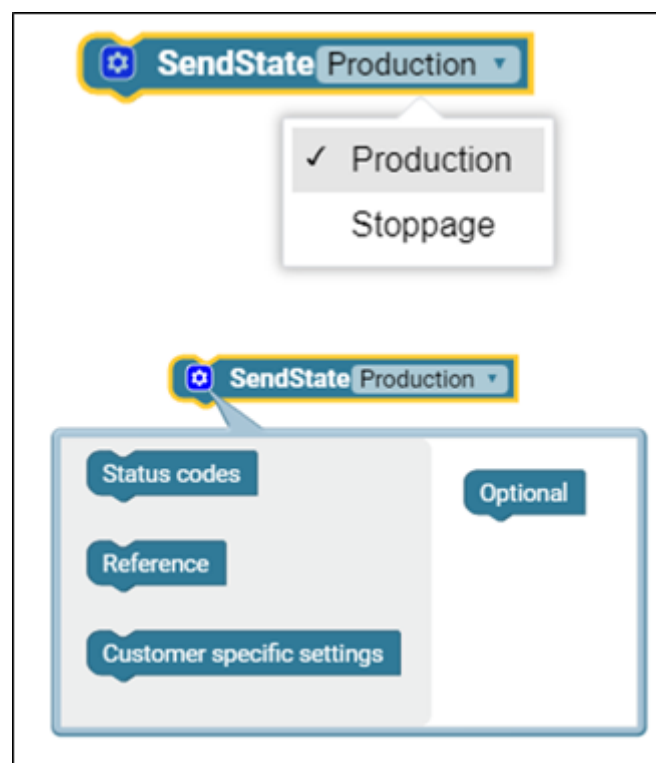 SendState Production
✓ Production
Stoppage
SendState Production
Status codes
Optional
Reference
Customer specific settings